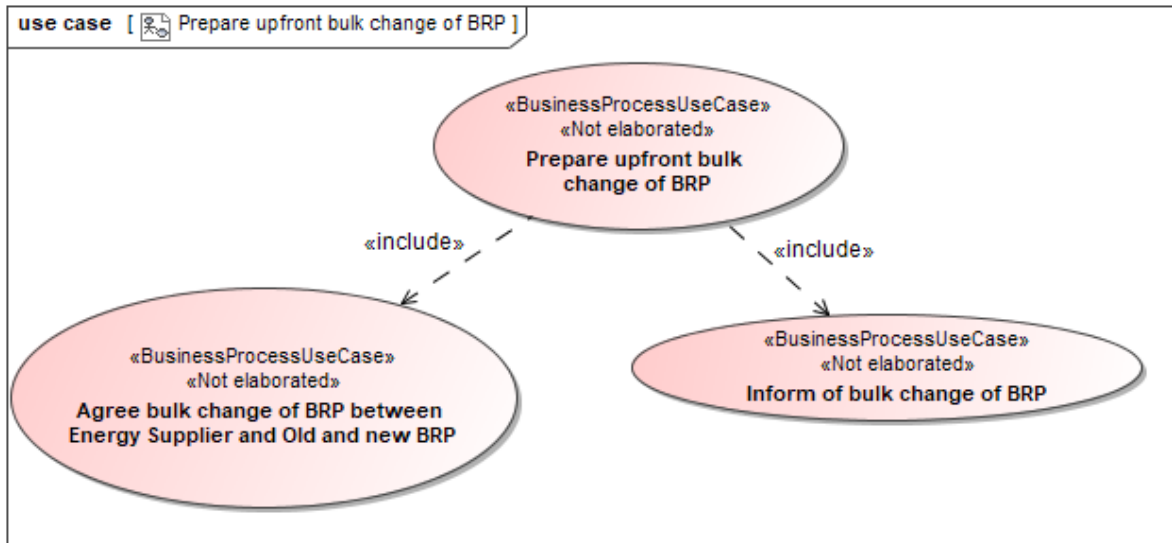 use case [ Prepare upfront bulk change of BRP ]
«BusinessProcessUseCase»
«Not elaborated»
Prepare upfront bulk
change of BRP
«include»
«include»
«BusinessProcessUseCase»
«Not elaborated»
Agree bulk change of BRP between
Energy Supplier and Old and new BRP
«BusinessProcessUseCase»
«Not elaborated»
Inform of bulk change of BRP